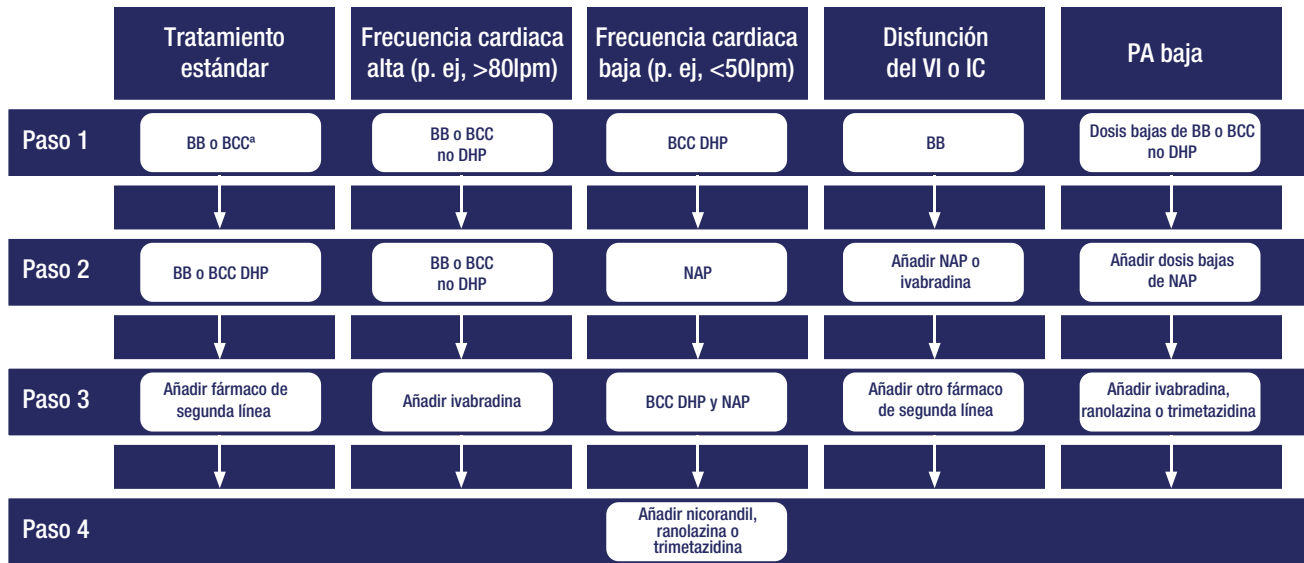 Tratamiento
estándar
Frecuencia cardiaca
alta (p. ej, >80lpm)
Frecuencia cardiaca
baja (p. ej, <50lpm)
Disfunción
del VI o IC
PA baja
Paso 1
BB o BCCᵃ
BB o BCC
no DHP
BCC DHP
BB
Dosis bajas de BB o BCC
no DHP
Paso 2
BB o BCC DHP
BB o BCC
no DHP
NAP
Añadir NAP o
ivabradina
Añadir dosis bajas
de NAP
Paso 3
Añadir fármaco de
segunda línea
Añadir ivabradina
BCC DHP y NAP
Añadir otro fármaco
de segunda línea
Añadir ivabradina,
ranolazina o trimetazidina
Paso 4
Añadir nicorandil,
ranolazina o
trimetazidina